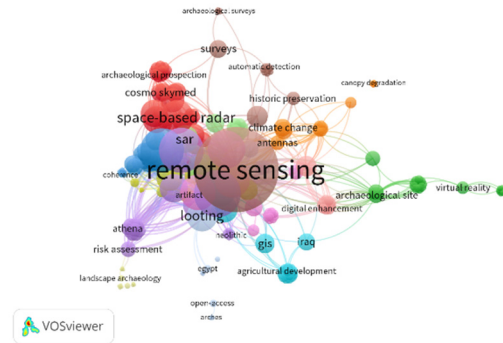 archaeological surveys
surveys
automatic detection
archaeological prospection
canopy degradation
cosmo skymed
historic preservation
space-based radar
climate change
sar
antennas
remote sensing
coherence
virtual reality
artifact
archaeological site
digital enhancement
looting
athena
neolithic
gis
iraq
risk assessment
egypt
agricultural development
landscape archaeology
open-access
archos
VOSviewer